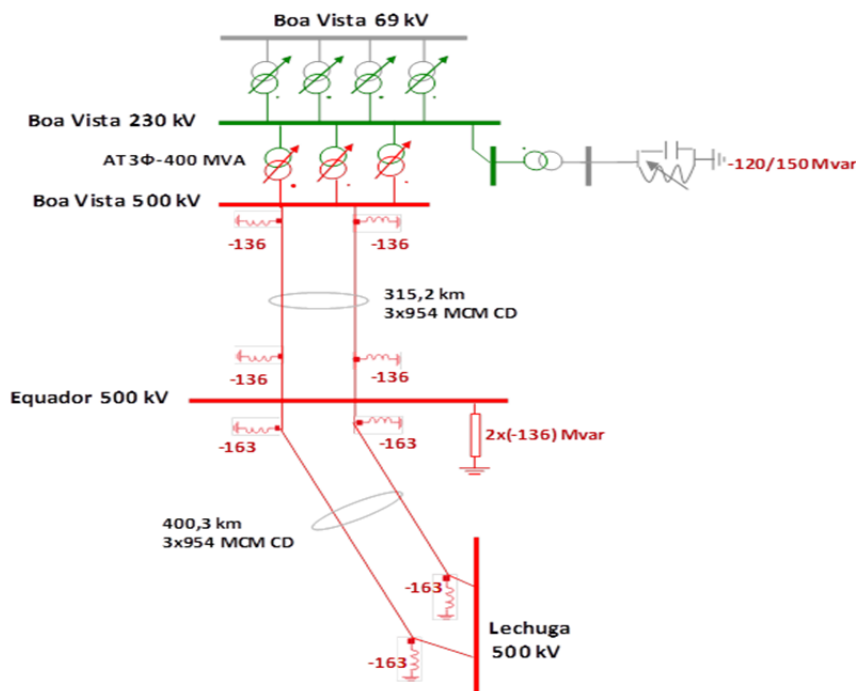 Boa Vista 69 kV
Boa Vista 230 kV
AT3Φ-400 MVA
-120/150 Mvar
Boa Vista 500 kV
-136
-136
315,2 km
3x954 MCM CD
-136
-136
Equador 500 kV
-163
-163
2x(-136) Mvar
400,3 km
3x954 MCM CD
-163
-163
Lechuga
500 kV